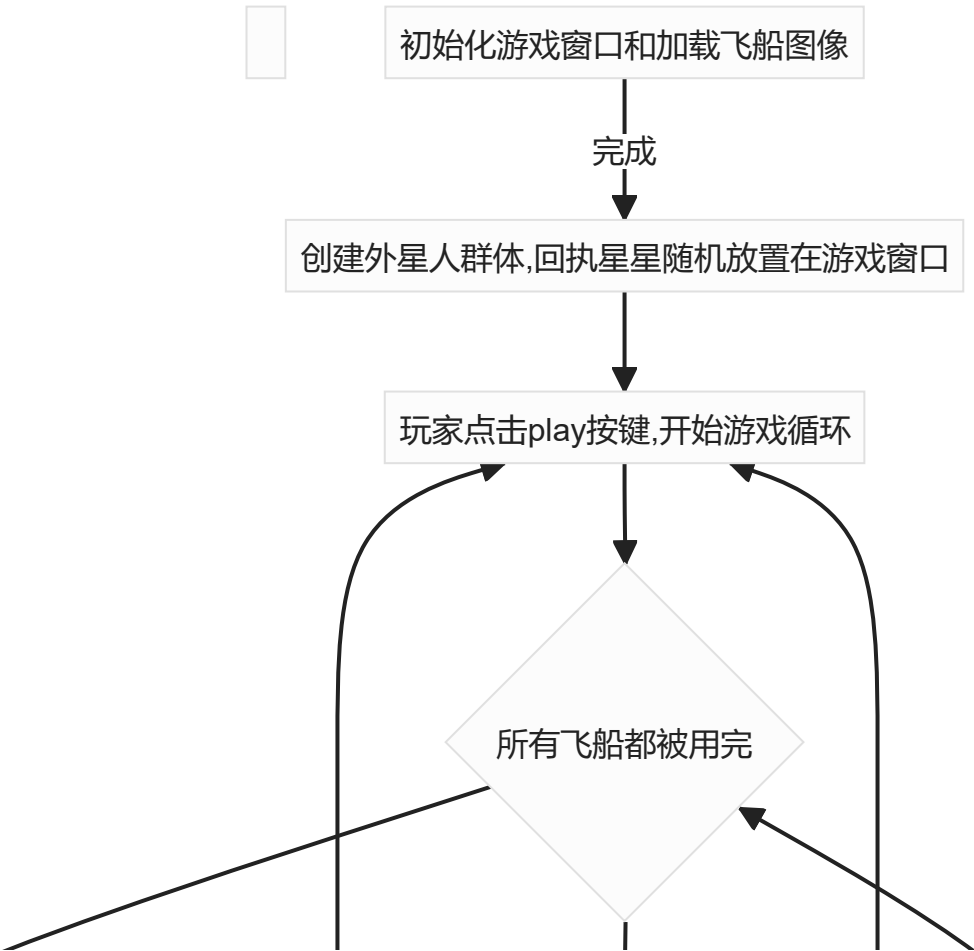 初始化游戏窗口和加载飞船图像
完成
创建外星人群体,回执星星随机放置在游戏窗口
玩家点击play按键,开始游戏循环
所有飞船都被用完